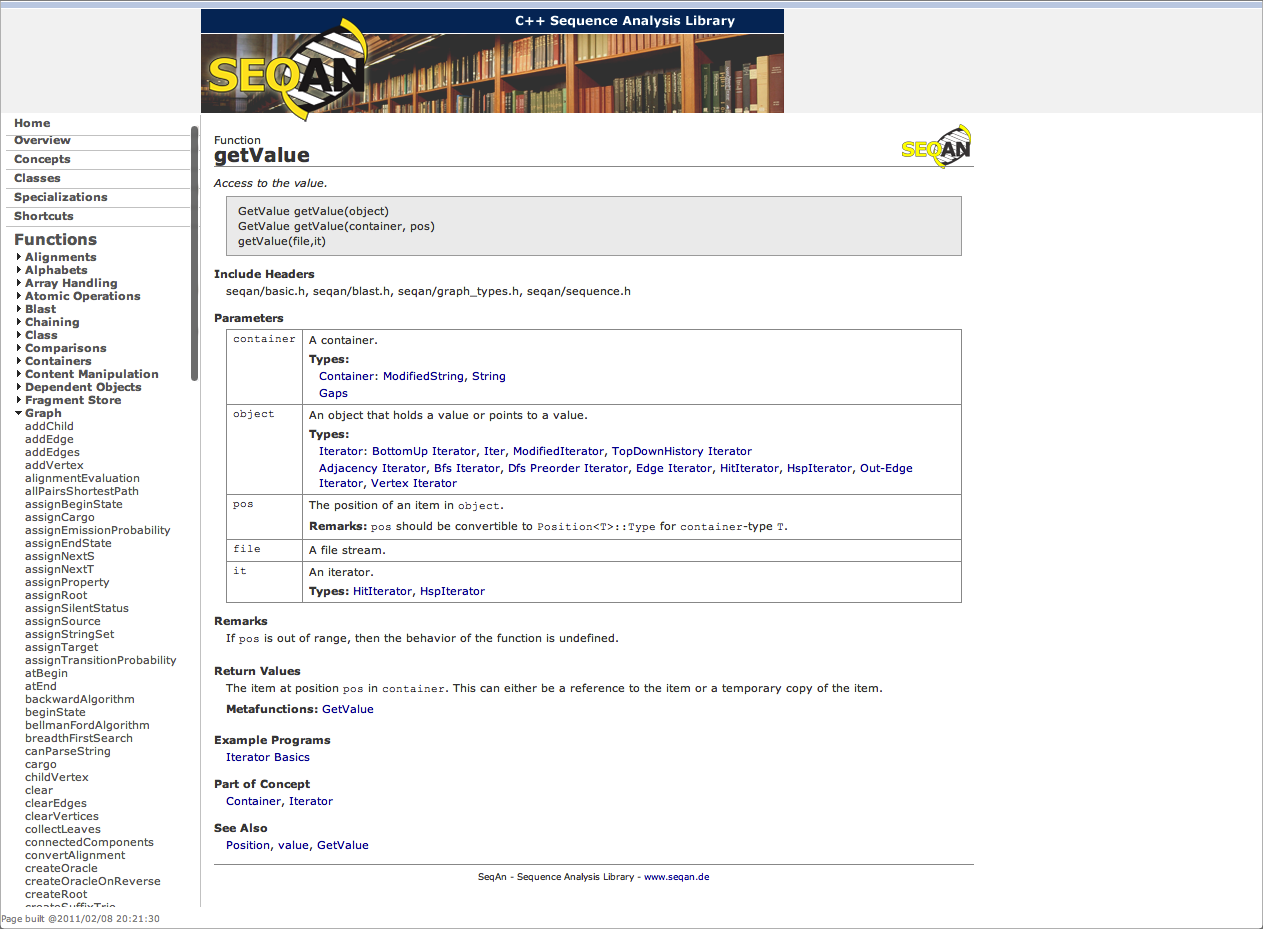 C++ Sequence Analysis Library
SEQAN
Home
Overview
Concepts
Classes
Specializations
Shortcuts
Functions
Alignments
Alphabets
Array Handling
Atomic Operations
Blast
Chaining
Class
Comparisons
Containers
Content Manipulation
Dependent Objects
Fragment Store
Graph
addChild
addEdge
addEdges
addVertex
alignmentEvaluation
allPairsShortestPath
assignBeginState
assignCargo
assignEmissionProbability
assignEndState
assignNextS
assignNextT
assignProperty
assignRoot
assignSilentStatus
assignSource
assignStringSet
assignTarget
assignTransitionProbability
atBegin
atEnd
backwardAlgorithm
beginState
bellmanFordAlgorithm
breadthFirstSearch
canParseString
cargo
childVertex
clear
clearEdges
clearVertices
collectLeaves
connectedComponents
convertAlignment
createOracle
createOracleOnReverse
createRoot
createSuffixTrie
Page built @2011/02/08 20:21:30
Function
getValue
SEQAN
Access to the value.
GetValue getValue(object)
GetValue getValue(container, pos)
getValue(file,it)
Include Headers
seqan/basic.h, seqan/blast.h, seqan/graph_types.h, seqan/sequence.h
Parameters
container A container.
Types:
Container: ModifiedString, String
Gaps
object An object that holds a value or points to a value.
Types:
Iterator: BottomUp Iterator, Iter, ModifiedIterator, TopDownHistory Iterator
Adjacency Iterator, Bfs Iterator, Dfs Preorder Iterator, Edge Iterator, HitIterator, HspIterator, Out-Edge
Iterator, Vertex Iterator
pos The position of an item in object.
Remarks: pos should be convertible to Position<T>::Type for container-type T.
file A file stream.
it An iterator.
Types: HitIterator, HspIterator
Remarks
If pos is out of range, then the behavior of the function is undefined.
Return Values
The item at position pos in container. This can either be a reference to the item or a temporary copy of the item.
Metafunctions: GetValue
Example Programs
Iterator Basics
Part of Concept
Container, Iterator
See Also
Position, value, GetValue
SeqAn - Sequence Analysis Library - www.seqan.de